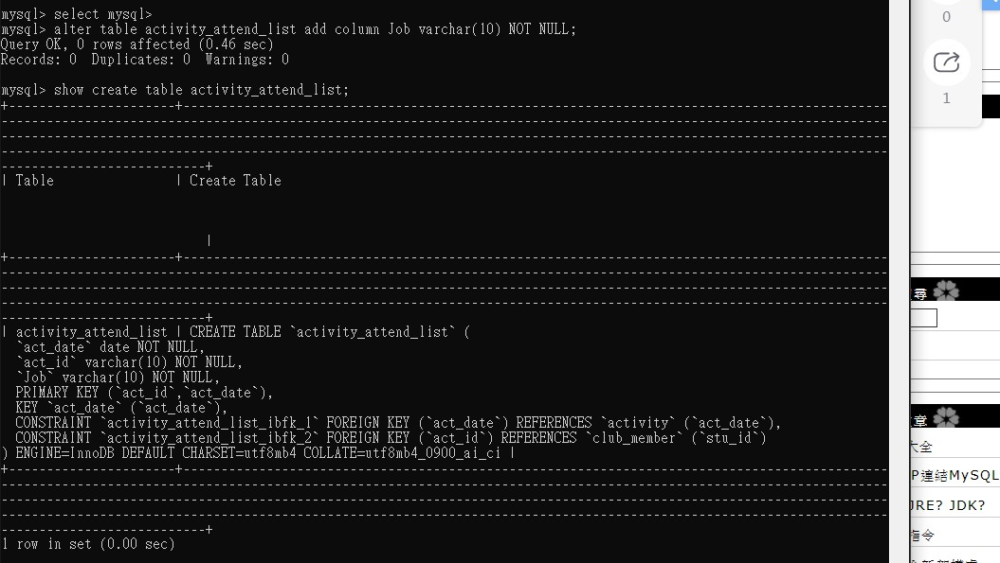 mysql> select mysql>
mysql> alter table activity_attend_list add column Job varchar(10) NOT NULL;
Query OK, 0 rows affected (0.46 sec)
Records: 0  Duplicates: 0  Warnings: 0
mysql> show create table activity_attend_list;
| Table                | Create Table
|
| activity_attend_list | CREATE TABLE `activity_attend_list` (
  `act_date` date NOT NULL,
  `act_id` varchar(10) NOT NULL,
  `Job` varchar(10) NOT NULL,
  PRIMARY KEY (`act_id`,`act_date`),
  KEY `act_date` (`act_date`),
  CONSTRAINT `activity_attend_list_ibfk_1` FOREIGN KEY (`act_date`) REFERENCES `activity` (`act_date`),
  CONSTRAINT `activity_attend_list_ibfk_2` FOREIGN KEY (`act_id`) REFERENCES `club_member` (`stu_id`)
) ENGINE=InnoDB DEFAULT CHARSET=utf8mb4 COLLATE=utf8mb4_0900_ai_ci |
1 row in set (0.00 sec)
0
1
尋
章
大全
P連結MySQL
JRE? JDK?
指令